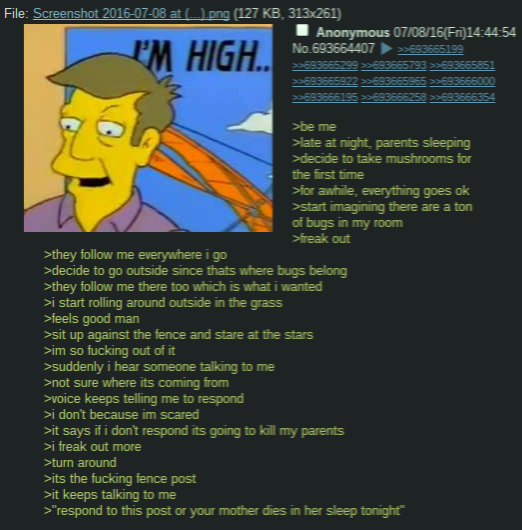 File: Screenshot 2016-07-08 at (...).png (127 KB, 313x261)
I'M HIGH..
Anonymous 07/08/16(Fri)14:44:54
No.693664407 ▶ >>693665199
>>693665299 >>693665793 >>693665851
>>693665922 >>693665965 >>693666000
>>693666195 >>693666258 >>693666354
>be me
>late at night, parents sleeping
>decide to take mushrooms for
the first time
>for awhile, everything goes ok
>start imagining there are a ton
of bugs in my room
>freak out
>they follow me everywhere i go
>decide to go outside since thats where bugs belong
>they follow me there too which is what i wanted
>i start rolling around outside in the grass
>feels good man
>sit up against the fence and stare at the stars
>im so fucking out of it
>suddenly i hear someone talking to me
>not sure where its coming from
>voice keeps telling me to respond
>i don't because im scared
>it says if i don't respond its going to kill my parents
>i freak out more
>turn around
>its the fucking fence post
>it keeps talking to me
>"respond to this post or your mother dies in her sleep tonight"